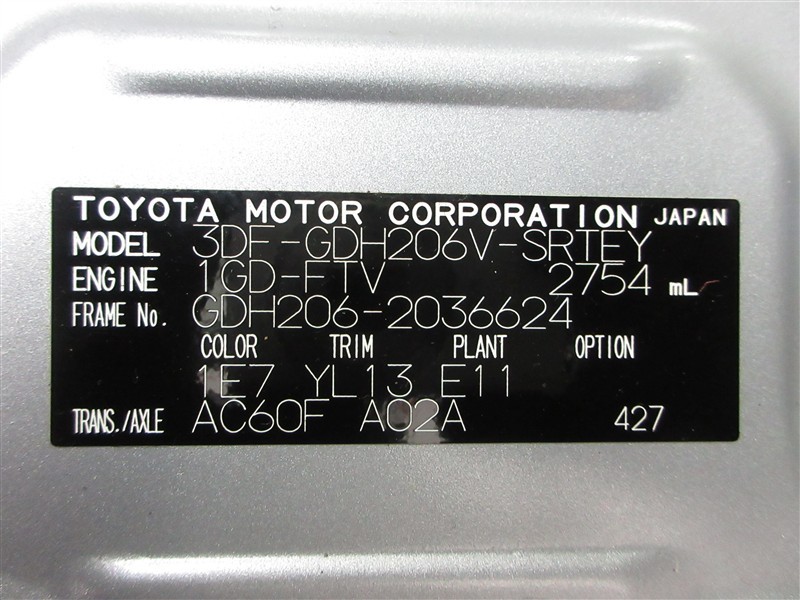 TOYOTA MOTOR CORPORATION JAPAN
MODEL 3DF-GDH206V-SRTEY
ENGINE 1GD-FTV 2754 mL
FRAME No. GDH206-2036624
COLOR TRIM PLANT OPTION
1E7 YL13 E11
TRANS./AXLE AC60F A02A 427